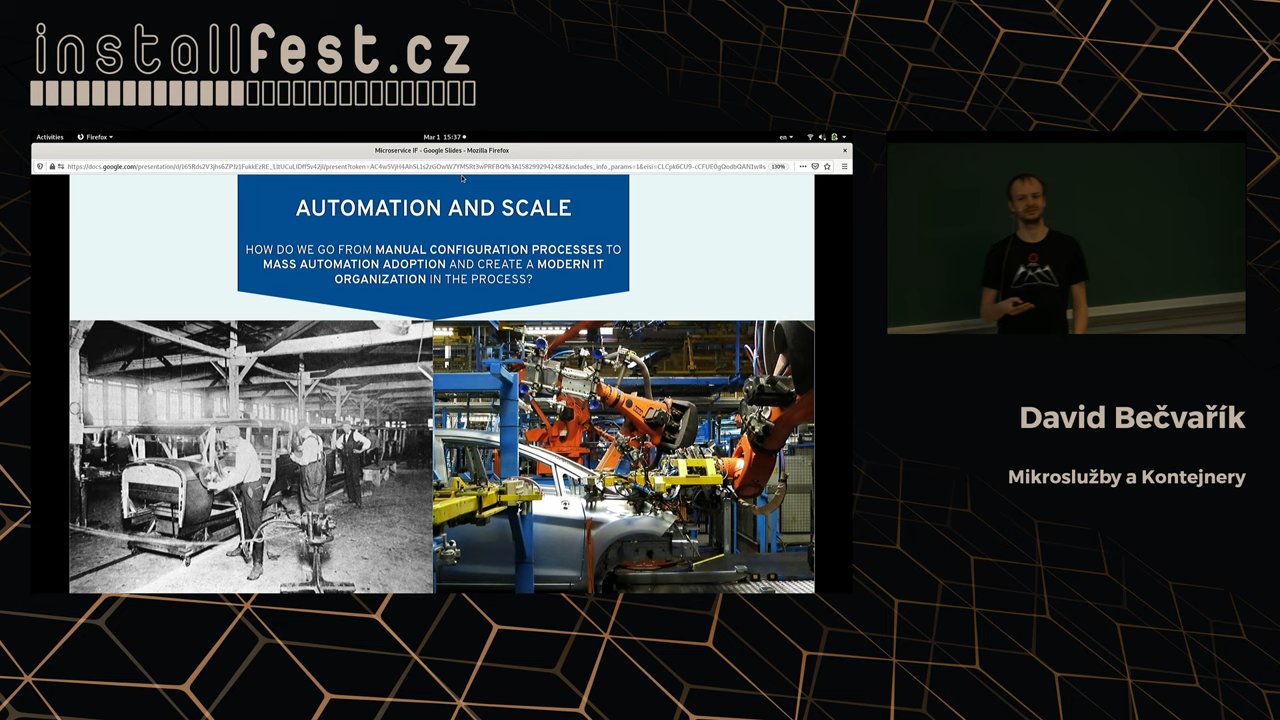 installfest.cz
Activities
Firefox
Mar 1 15:37
en
Microservice IF - Google Slides - Mozilla Firefox
130%
AUTOMATION AND SCALE
HOW DO WE GO FROM MANUAL CONFIGURATION PROCESSES TO
MASS AUTOMATION ADOPTION AND CREATE A MODERN IT
ORGANIZATION IN THE PROCESS?
David Bečvařík
Mikroslužby a Kontejnery